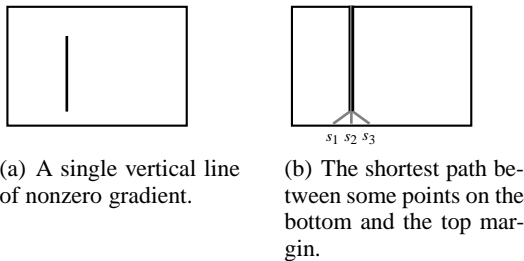 s1 s2 s3
(a) A single vertical line
of nonzero gradient.
(b) The shortest path be-
tween some points on the
bottom and the top mar-
gin.